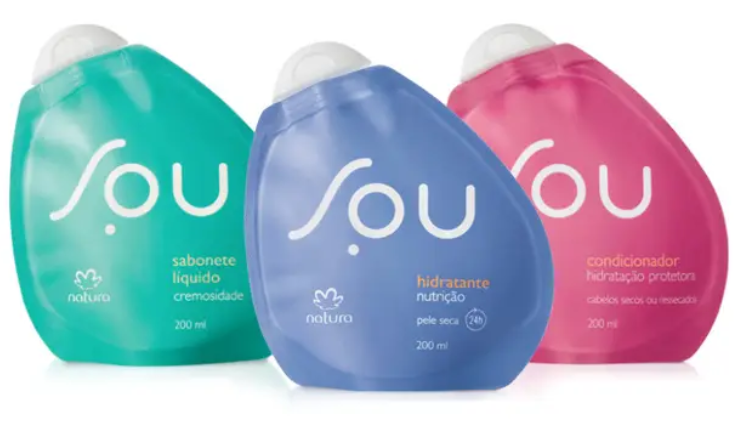 Sou
sabonete
líquido
cremosidade
natura
200 ml
Sou
hidratante
nutrição
pele seca 24h
natura
200 ml
Sou
condicionador
hidratação protetora
cabelos secos ou ressecados
200 ml